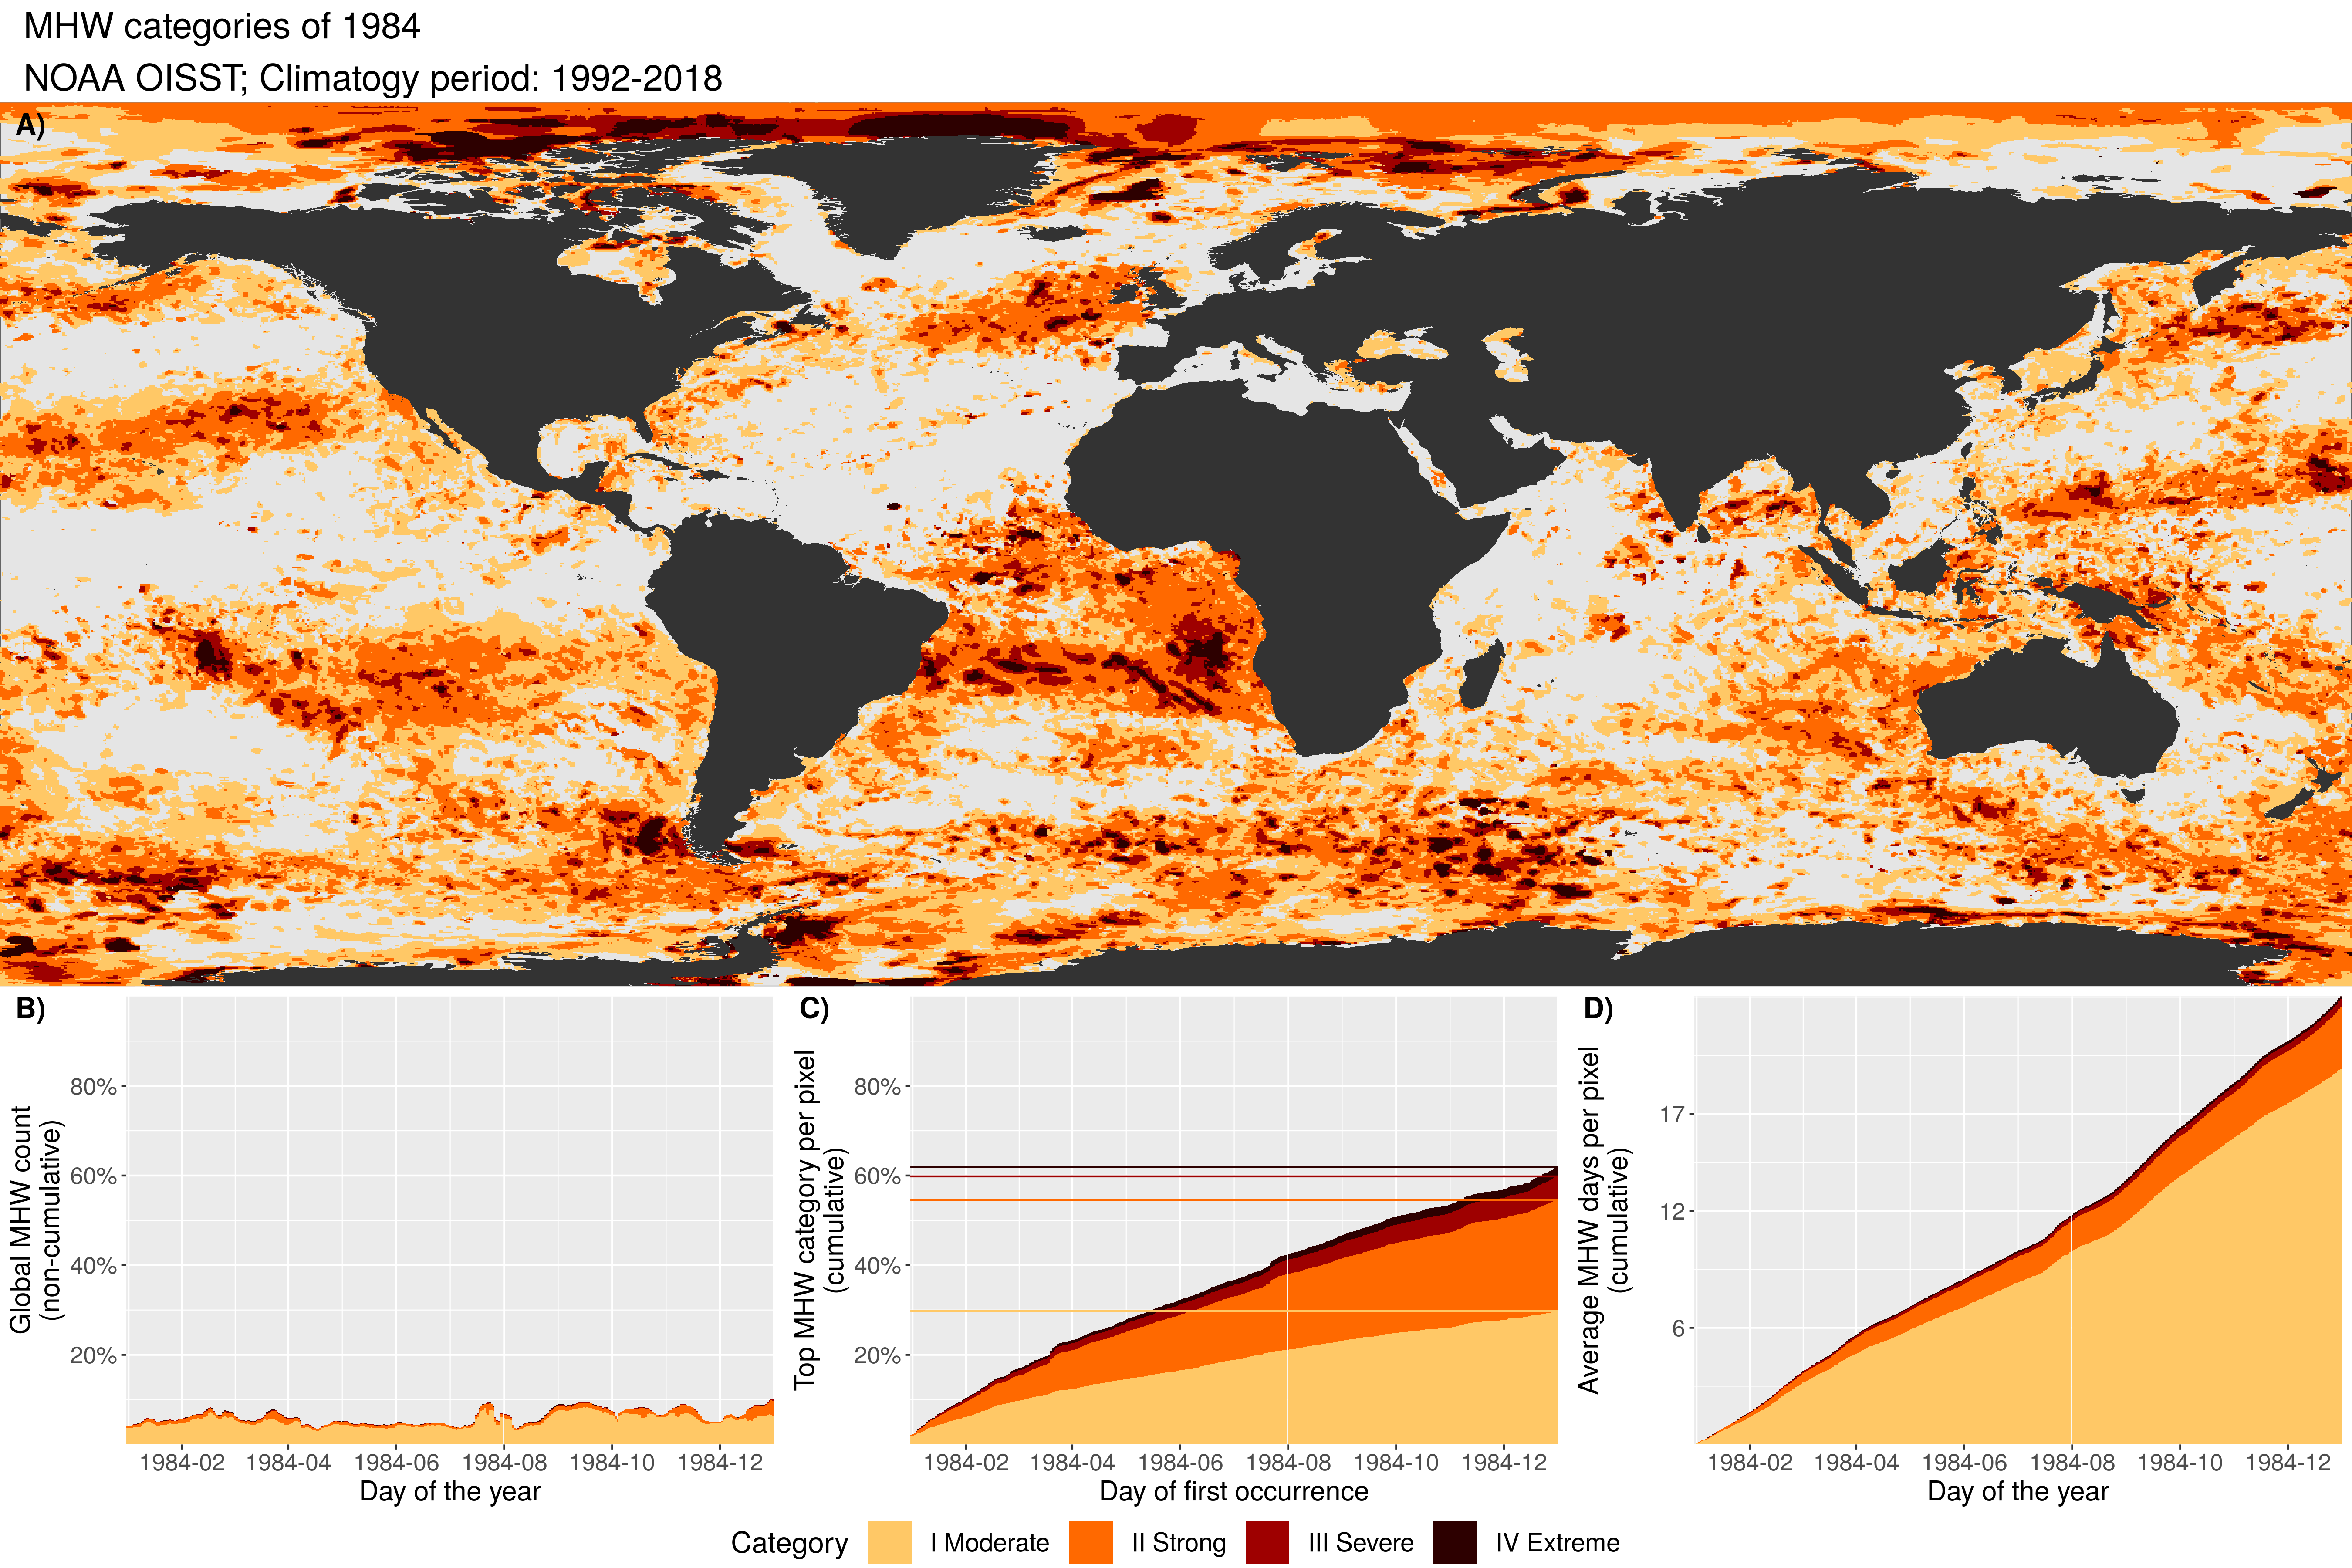 MHW categories of 1984
NOAA OISST; Climatogy period: 1992-2018
A)
B)
Global MHW count
(non-cumulative)
80%
60%
40%
20%
1984-02 1984-04 1984-06 1984-08 1984-10 1984-12
Day of the year
C)
Top MHW category per pixel
(cumulative)
80%
60%
40%
20%
1984-02 1984-04 1984-06 1984-08 1984-10 1984-12
Day of first occurrence
D)
Average MHW days per pixel
(cumulative)
17
12
6
1984-02 1984-04 1984-06 1984-08 1984-10 1984-12
Day of the year
Category I Moderate II Strong III Severe IV Extreme